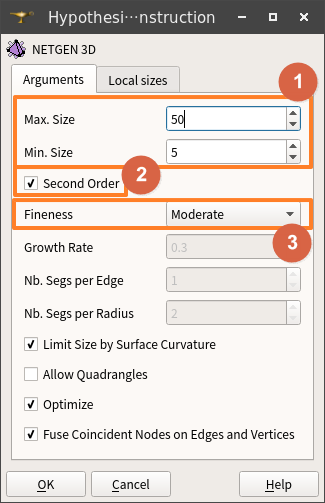 Hypothesi···nstruction
NETGEN 3D
Arguments Local sizes
1
Max. Size 50
Min. Size 5
2
Second Order
Fineness Moderate
3
Growth Rate 0.3
Nb. Segs per Edge 1
Nb. Segs per Radius 2
Limit Size by Surface Curvature
Allow Quadrangles
Optimize
Fuse Coincident Nodes on Edges and Vertices
OK Cancel Help